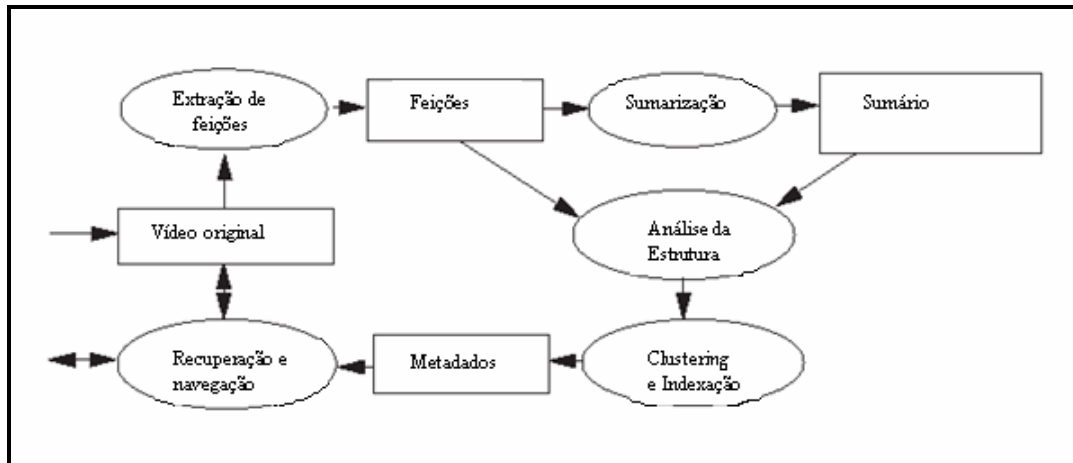 Extração de
feições
Feições
Sumarização
Sumário
Vídeo original
Análise da
Estrutura
Recuperação e
navegação
Metadados
Clustering
e Indexação